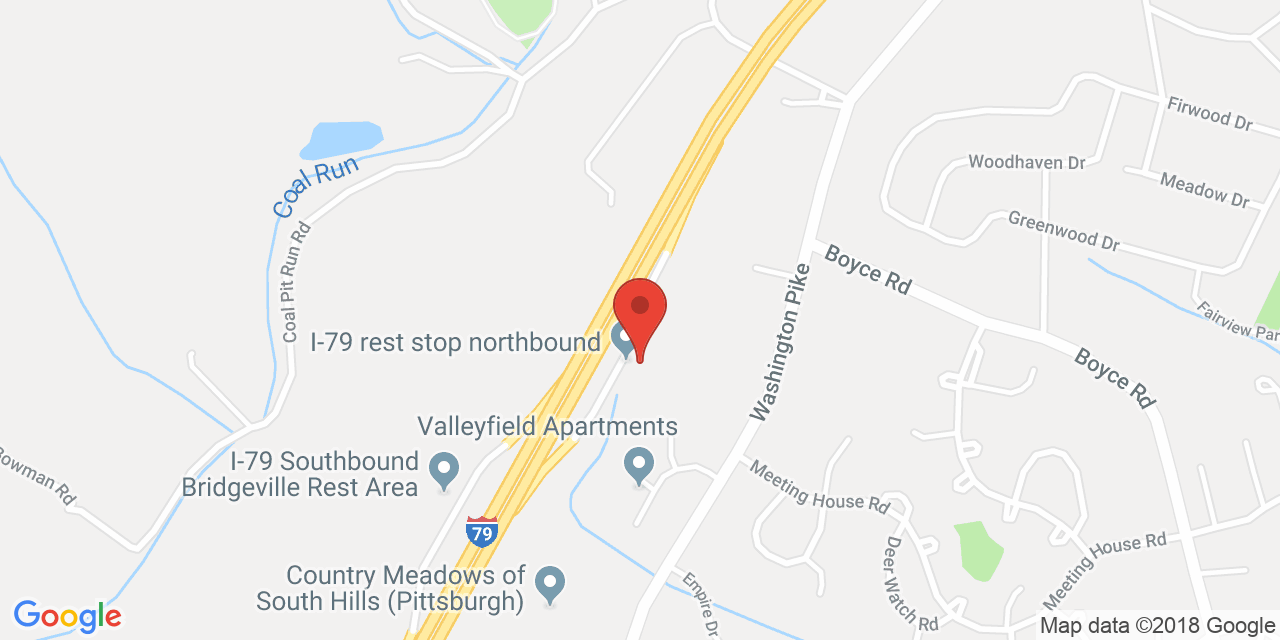 Firwood Dr
Woodhaven Dr
Coal Run
Meadow Dr
Greenwood Dr
Boyce Rd
Coal Pit Run Rd
Washington Pike
Fairview Par
I-79 rest stop northbound
Boyce Rd
Valleyfield Apartments
I-79 Southbound
Bridgeville Rest Area
Bowman Rd
Meeting House Rd
79
Deer Watch Rd
Meeting House Rd
Country Meadows of
South Hills (Pittsburgh)
Empire Dr
Google
Map data ©2018 Google